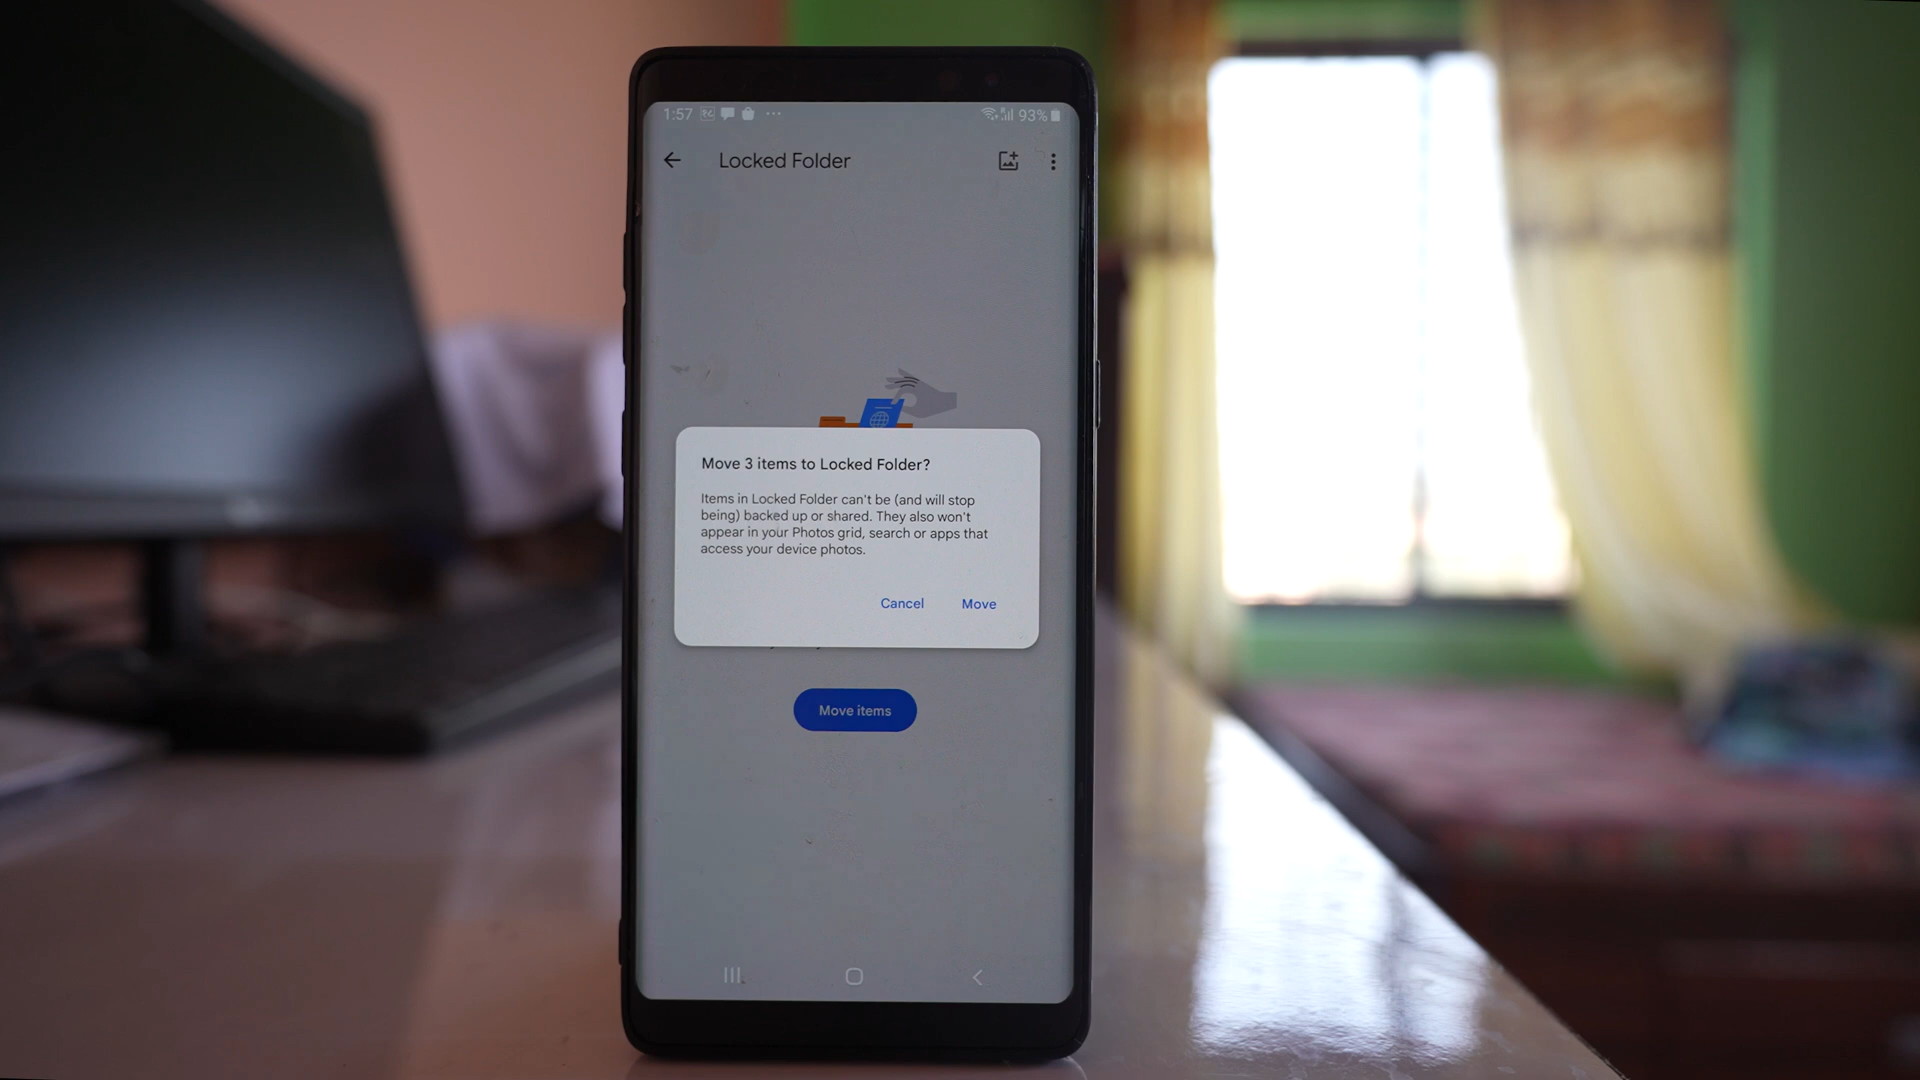 1:57
93%
Locked Folder
Move 3 items to Locked Folder?
Items in Locked Folder can't be (and will stop
being) backed up or shared. They also won't
appear in your Photos grid, search or apps that
access your device photos.
Cancel Move
Move items